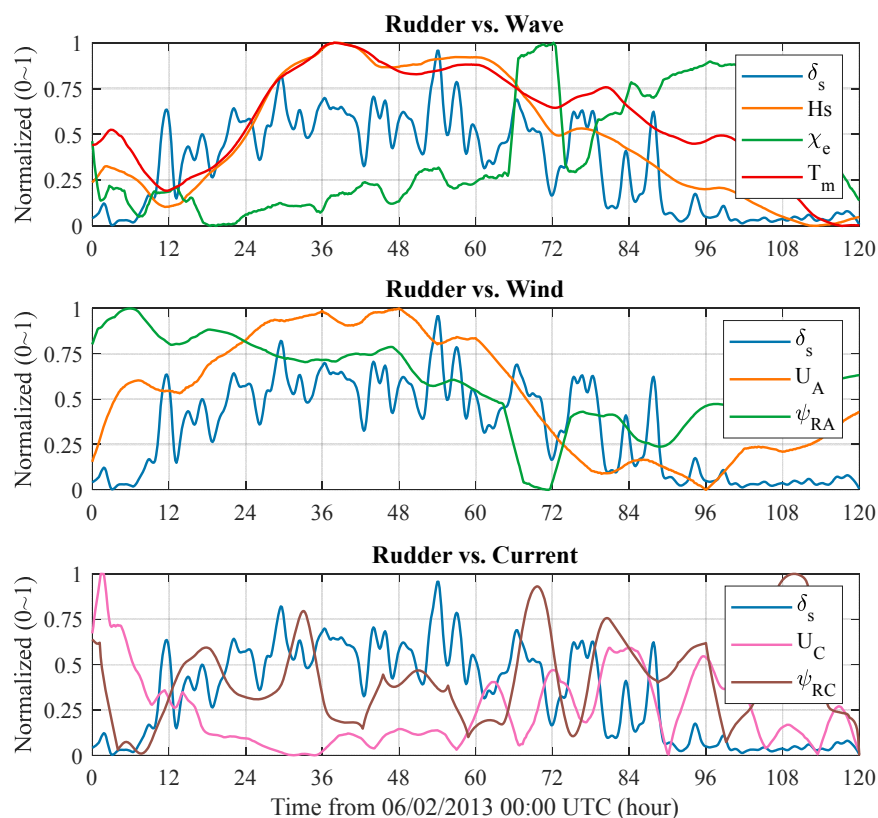 Rudder vs. Wave
Normalized (0~1)
1
0.75
0.5
0.25
0
δs
Hs
χe
Tm
0 12 24 36 48 60 72 84 96 108 120
Rudder vs. Wind
Normalized (0~1)
1
0.75
0.5
0.25
0
δs
UA
ψRA
0 12 24 36 48 60 72 84 96 108 120
Rudder vs. Current
Normalized (0~1)
1
0.75
0.5
0.25
0
δs
UC
ψRC
0 12 24 36 48 60 72 84 96 108 120
Time from 06/02/2013 00:00 UTC (hour)